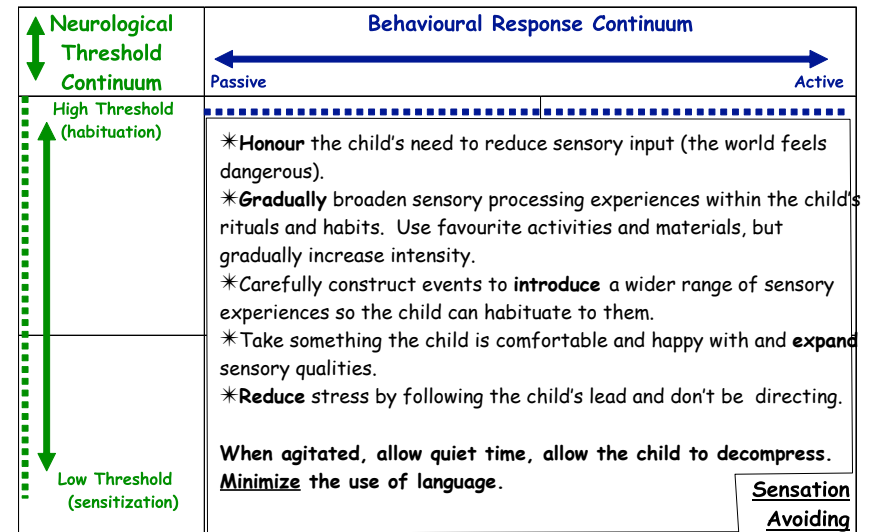 Neurological
Threshold
Continuum
Behavioural Response Continuum
Passive
Active
High Threshold
(habituation)
✴Honour the child's need to reduce sensory input (the world feels
dangerous).
✴Gradually broaden sensory processing experiences within the child's
rituals and habits.  Use favourite activities and materials, but
gradually increase intensity.
✴Carefully construct events to introduce a wider range of sensory
experiences so the child can habituate to them.
✴Take something the child is comfortable and happy with and expand
sensory qualities.
✴Reduce stress by following the child's lead and don't be  directing.
When agitated, allow quiet time, allow the child to decompress.
Minimize the use of language.
Low Threshold
(sensitization)
Sensation
Avoiding